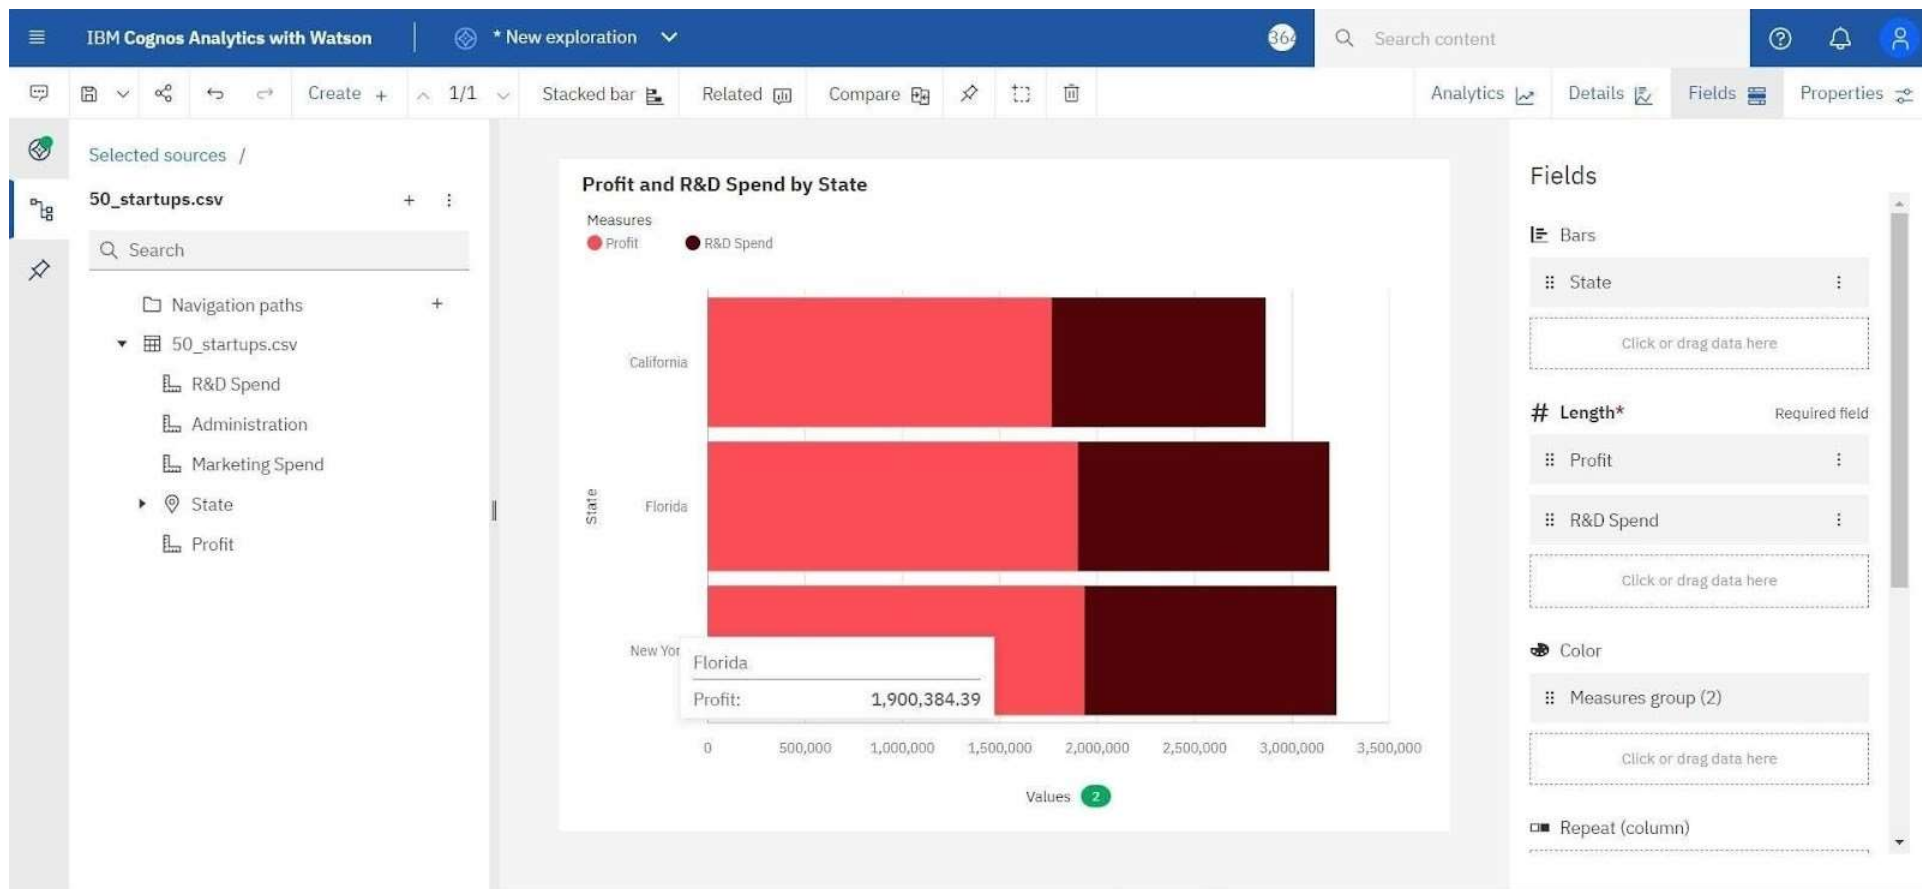 IBM Cognos Analytics with Watson
* New exploration
364
Search content
Create +
1/1
Stacked bar
Related
Compare
Analytics
Details
Fields
Properties
Selected sources /
50_startups.csv
Search
Navigation paths
50_startups.csv
R&D Spend
Administration
Marketing Spend
State
Profit
Profit and R&D Spend by State
Measures
Profit R&D Spend
California
Florida
New Yor
State
Florida
Profit: 1,900,384.39
0 500,000 1,000,000 1,500,000 2,000,000 2,500,000 3,000,000 3,500,000
Values 2
Fields
Bars
State
Click or drag data here
# Length* Required field
Profit
R&D Spend
Click or drag data here
Color
Measures group (2)
Click or drag data here
Repeat (column)